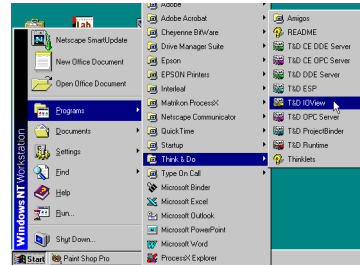 Lab
Netscape SmartUpdate
New Office Document
Open Office Document
Programs
Documents
Settings
Find
Help
Run...
Shut Down...
Windows NT Workstation
Start
Paint Shop Pro
Adobe
Adobe Acrobat
Cheyenne BitWare
Drive Manager Suite
Epson
EPSON Printers
Interleaf
Matrikon ProcessX
Netscape Communicator
QuickTime
Startup
Think & Do
Type On Call
Microsoft Binder
Microsoft Excel
Microsoft Outlook
Microsoft PowerPoint
Microsoft Word
ProcessX Explorer
Amigos
README
T&D CE DDE Server
T&D CE OPC Server
T&D DDE Server
T&D ESP
T&D IOView
T&D OPC Server
T&D ProjectBinder
T&D Runtime
Thinklets